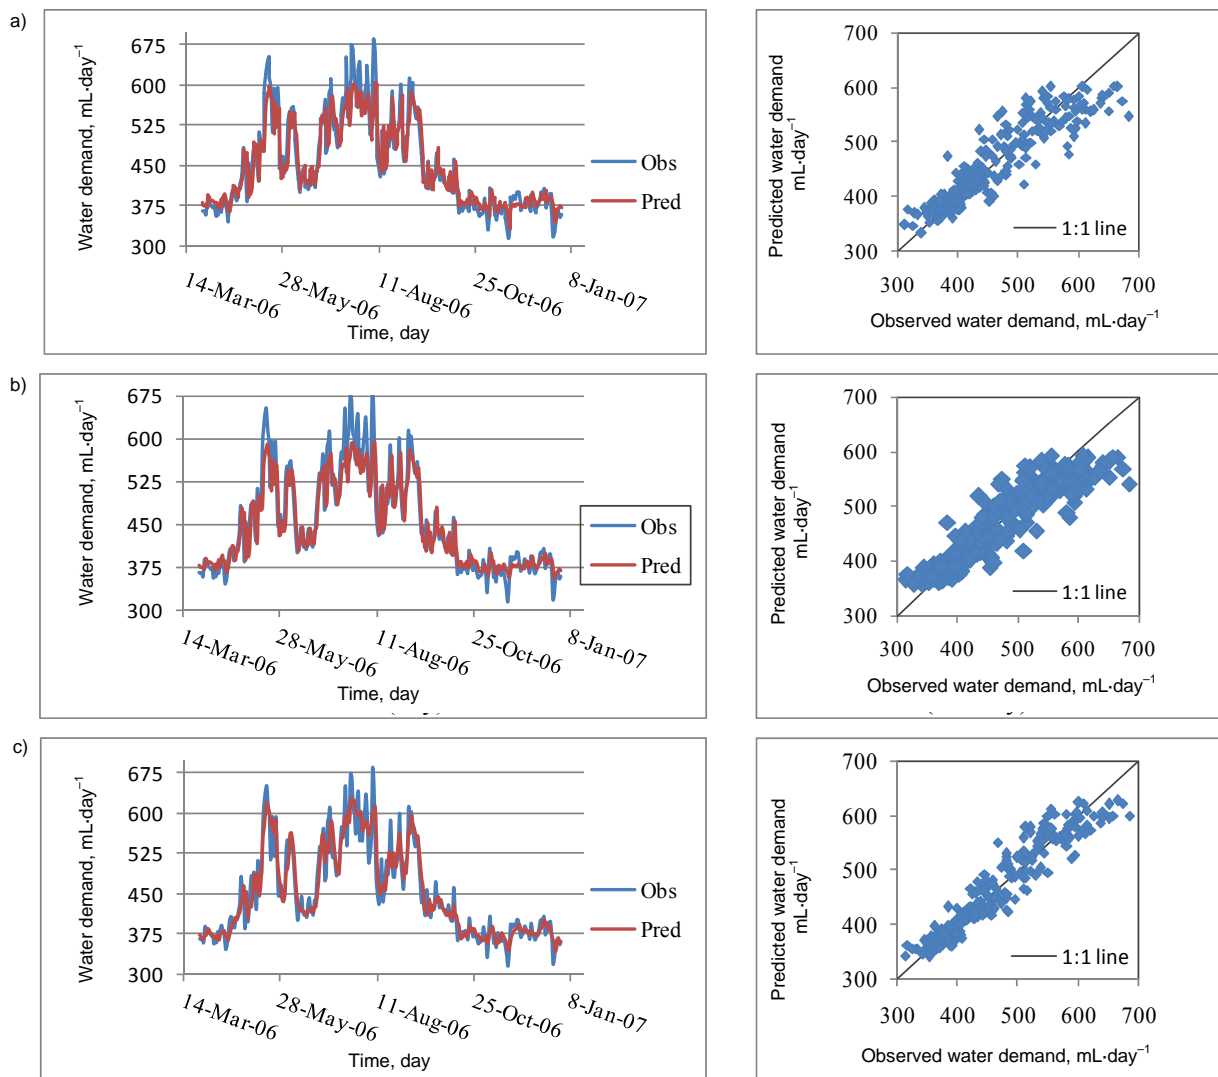 a)
Water demand, mL·day⁻¹
675
600
525
450
375
300
14-Mar-06
28-May-06
11-Aug-06
25-Oct-06
8-Jan-07
Time, day
Obs
Pred
Predicted water demand
mL·day⁻¹
700
600
500
400
300
1:1 line
300 400 500 600 700
Observed water demand, mL·day⁻¹
b)
Water demand, mL·day⁻¹
675
600
525
450
375
300
14-Mar-06
28-May-06
11-Aug-06
25-Oct-06
8-Jan-07
Time, day
Obs
Pred
Predicted water demand
mL·day⁻¹
700
600
500
400
300
1:1 line
300 400 500 600 700
Observed water demand, mL·day⁻¹
c)
Water demand, mL·day⁻¹
675
600
525
450
375
300
14-Mar-06
28-May-06
11-Aug-06
25-Oct-06
8-Jan-07
Time, day
Obs
Pred
Predicted water demand
mL·day⁻¹
700
600
500
400
300
1:1 line
300 400 500 600 700
Observed water demand, mL·day⁻¹